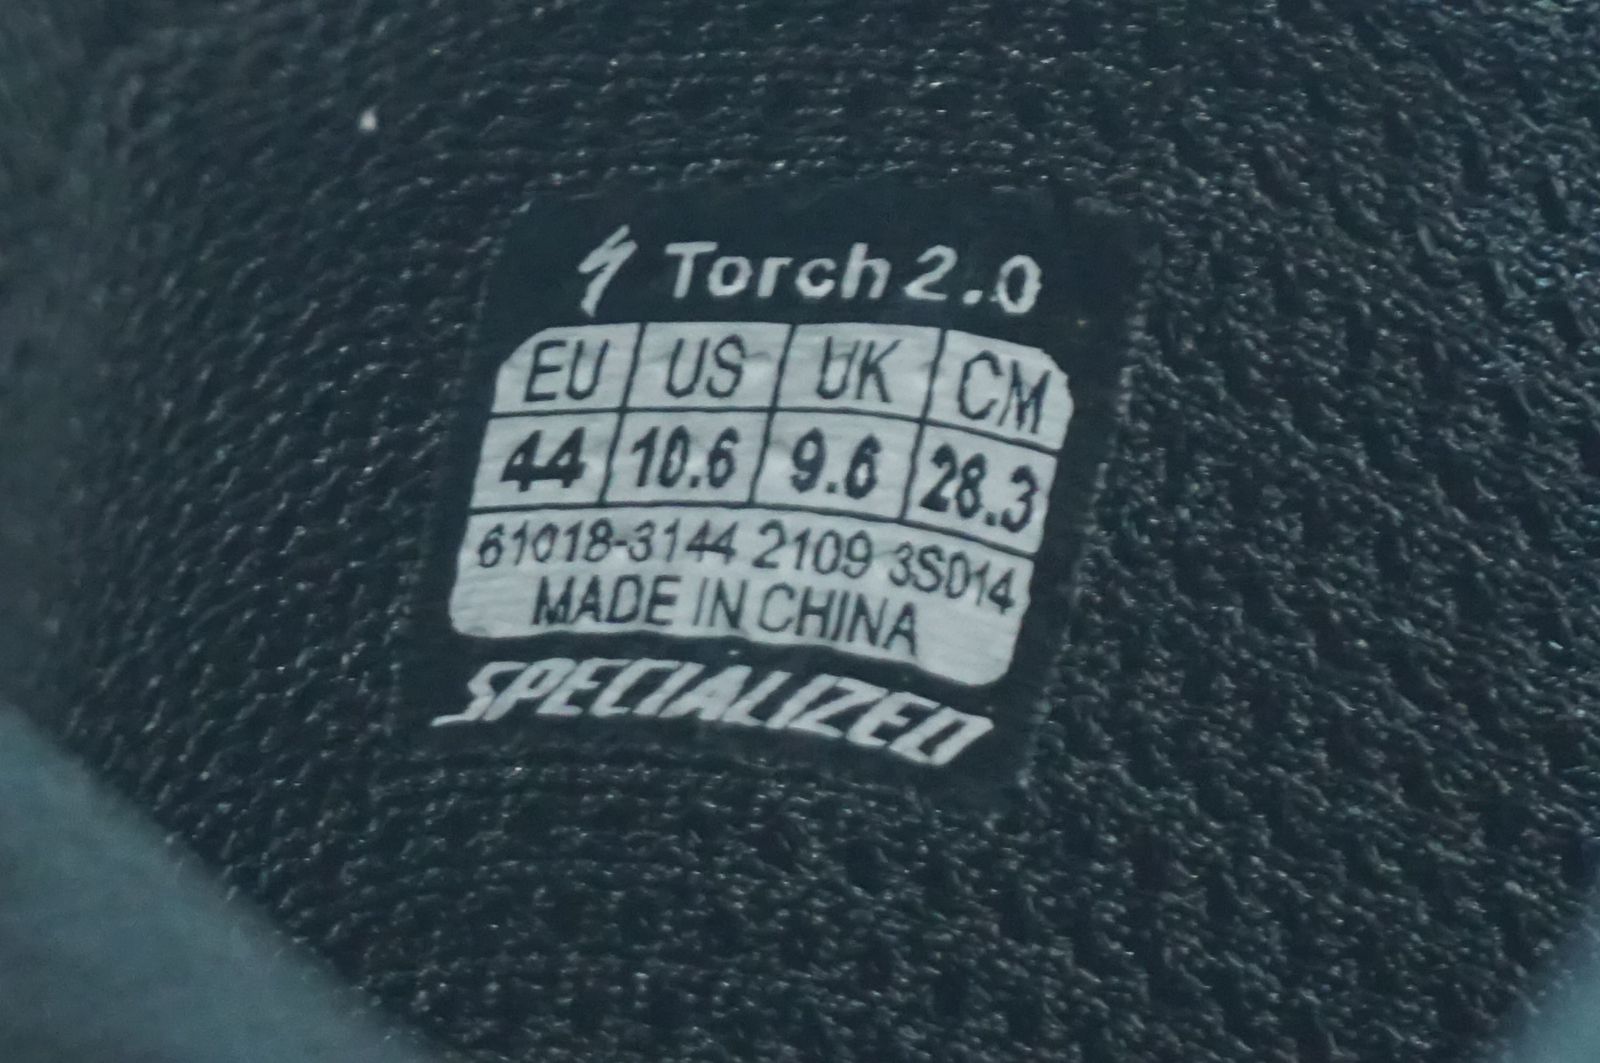 Torch 2.0
EU US UK CM
44 10.6 9.6 28.3
61018-3144 2109 3S014
MADE IN CHINA
SPECIALIZED